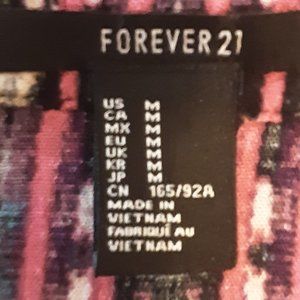 FOREVER 21
US M
CA M
MX M
EU M
UK M
KR M
JP M
CN 165/92A
MADE IN
VIETNAM
FABRIQUÉ AU
VIETNAM